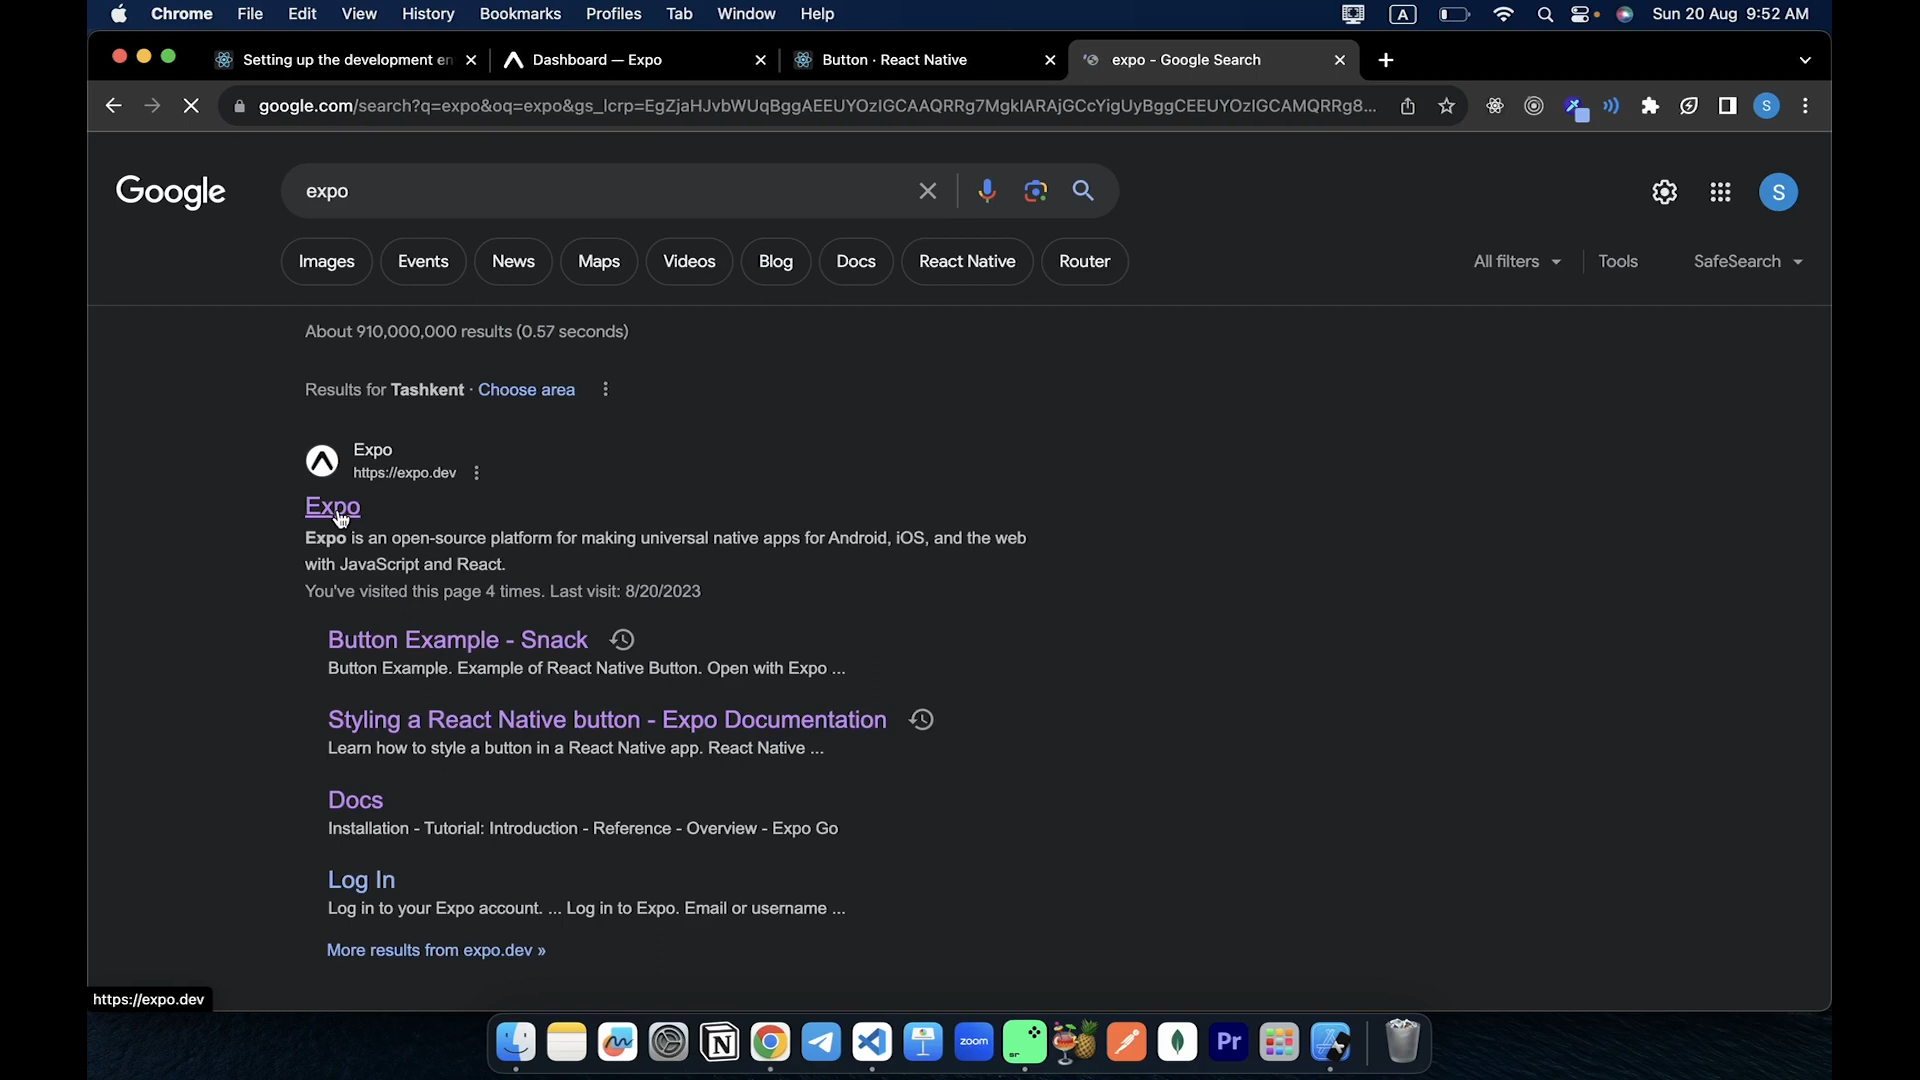 Chrome File Edit View History Bookmarks Profiles Tab Window Help A Sun 20 Aug 9:52 AM
Setting up the development en Dashboard — Expo Button · React Native expo - Google Search
google.com/search?q=expo&oq=expo&gs_lcrp=EgZjaHJvbWUqBggAEEUYOzIGCAAQRRg7MgkIARAjGCcYigUyBggCEEUYOzIGCAMQRRg8... S
Google expo S
Images Events News Maps Videos Blog Docs React Native Router All filters Tools SafeSearch
About 910,000,000 results (0.57 seconds)
Results for Tashkent · Choose area
Expo
https://expo.dev
Expo
Expo is an open-source platform for making universal native apps for Android, iOS, and the web
with JavaScript and React.
You've visited this page 4 times. Last visit: 8/20/2023
Button Example - Snack
Button Example. Example of React Native Button. Open with Expo ...
Styling a React Native button - Expo Documentation
Learn how to style a button in a React Native app. React Native ...
Docs
Installation - Tutorial: Introduction - Reference - Overview - Expo Go
Log In
Log in to your Expo account. ... Log in to Expo. Email or username ...
More results from expo.dev »
https://expo.dev
zoom sr Pr